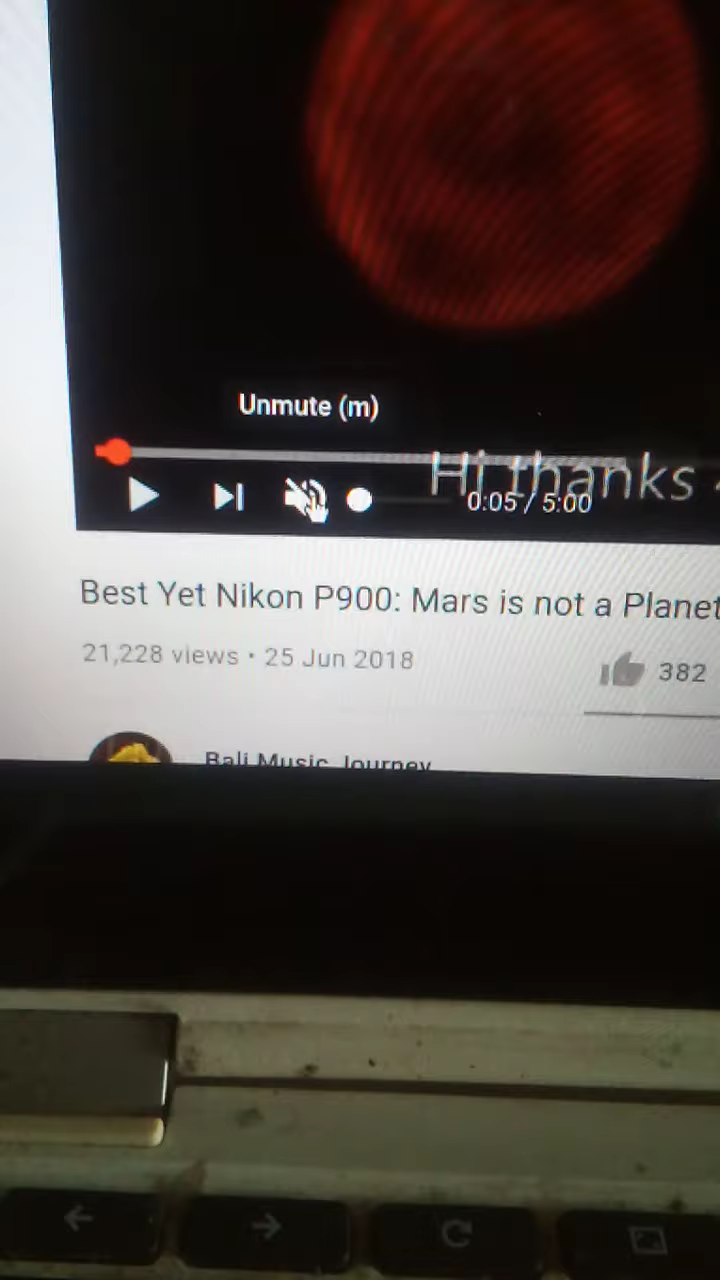 Unmute (m)
Hi thanks
0:05 / 5:00
Best Yet Nikon P900: Mars is not a Planet
21,228 views • 25 Jun 2018
382
Bali Music Journey